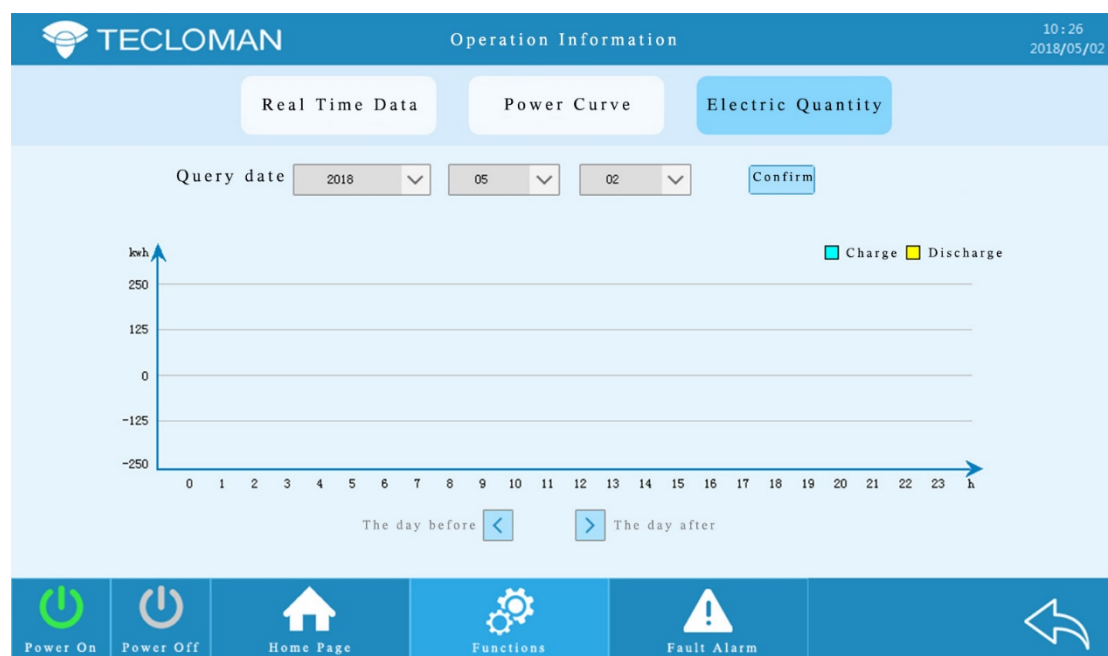 TECLOMAN
Operation Information
10:26
2018/05/02
Real Time Data
Power Curve
Electric Quantity
Query date
2018
05
02
Confirm
kwh
Charge
Discharge
250
125
0
-125
-250
0 1 2 3 4 5 6 7 8 9 10 11 12 13 14 15 16 17 18 19 20 21 22 23 h
The day before
The day after
Power On
Power Off
Home Page
Functions
Fault Alarm